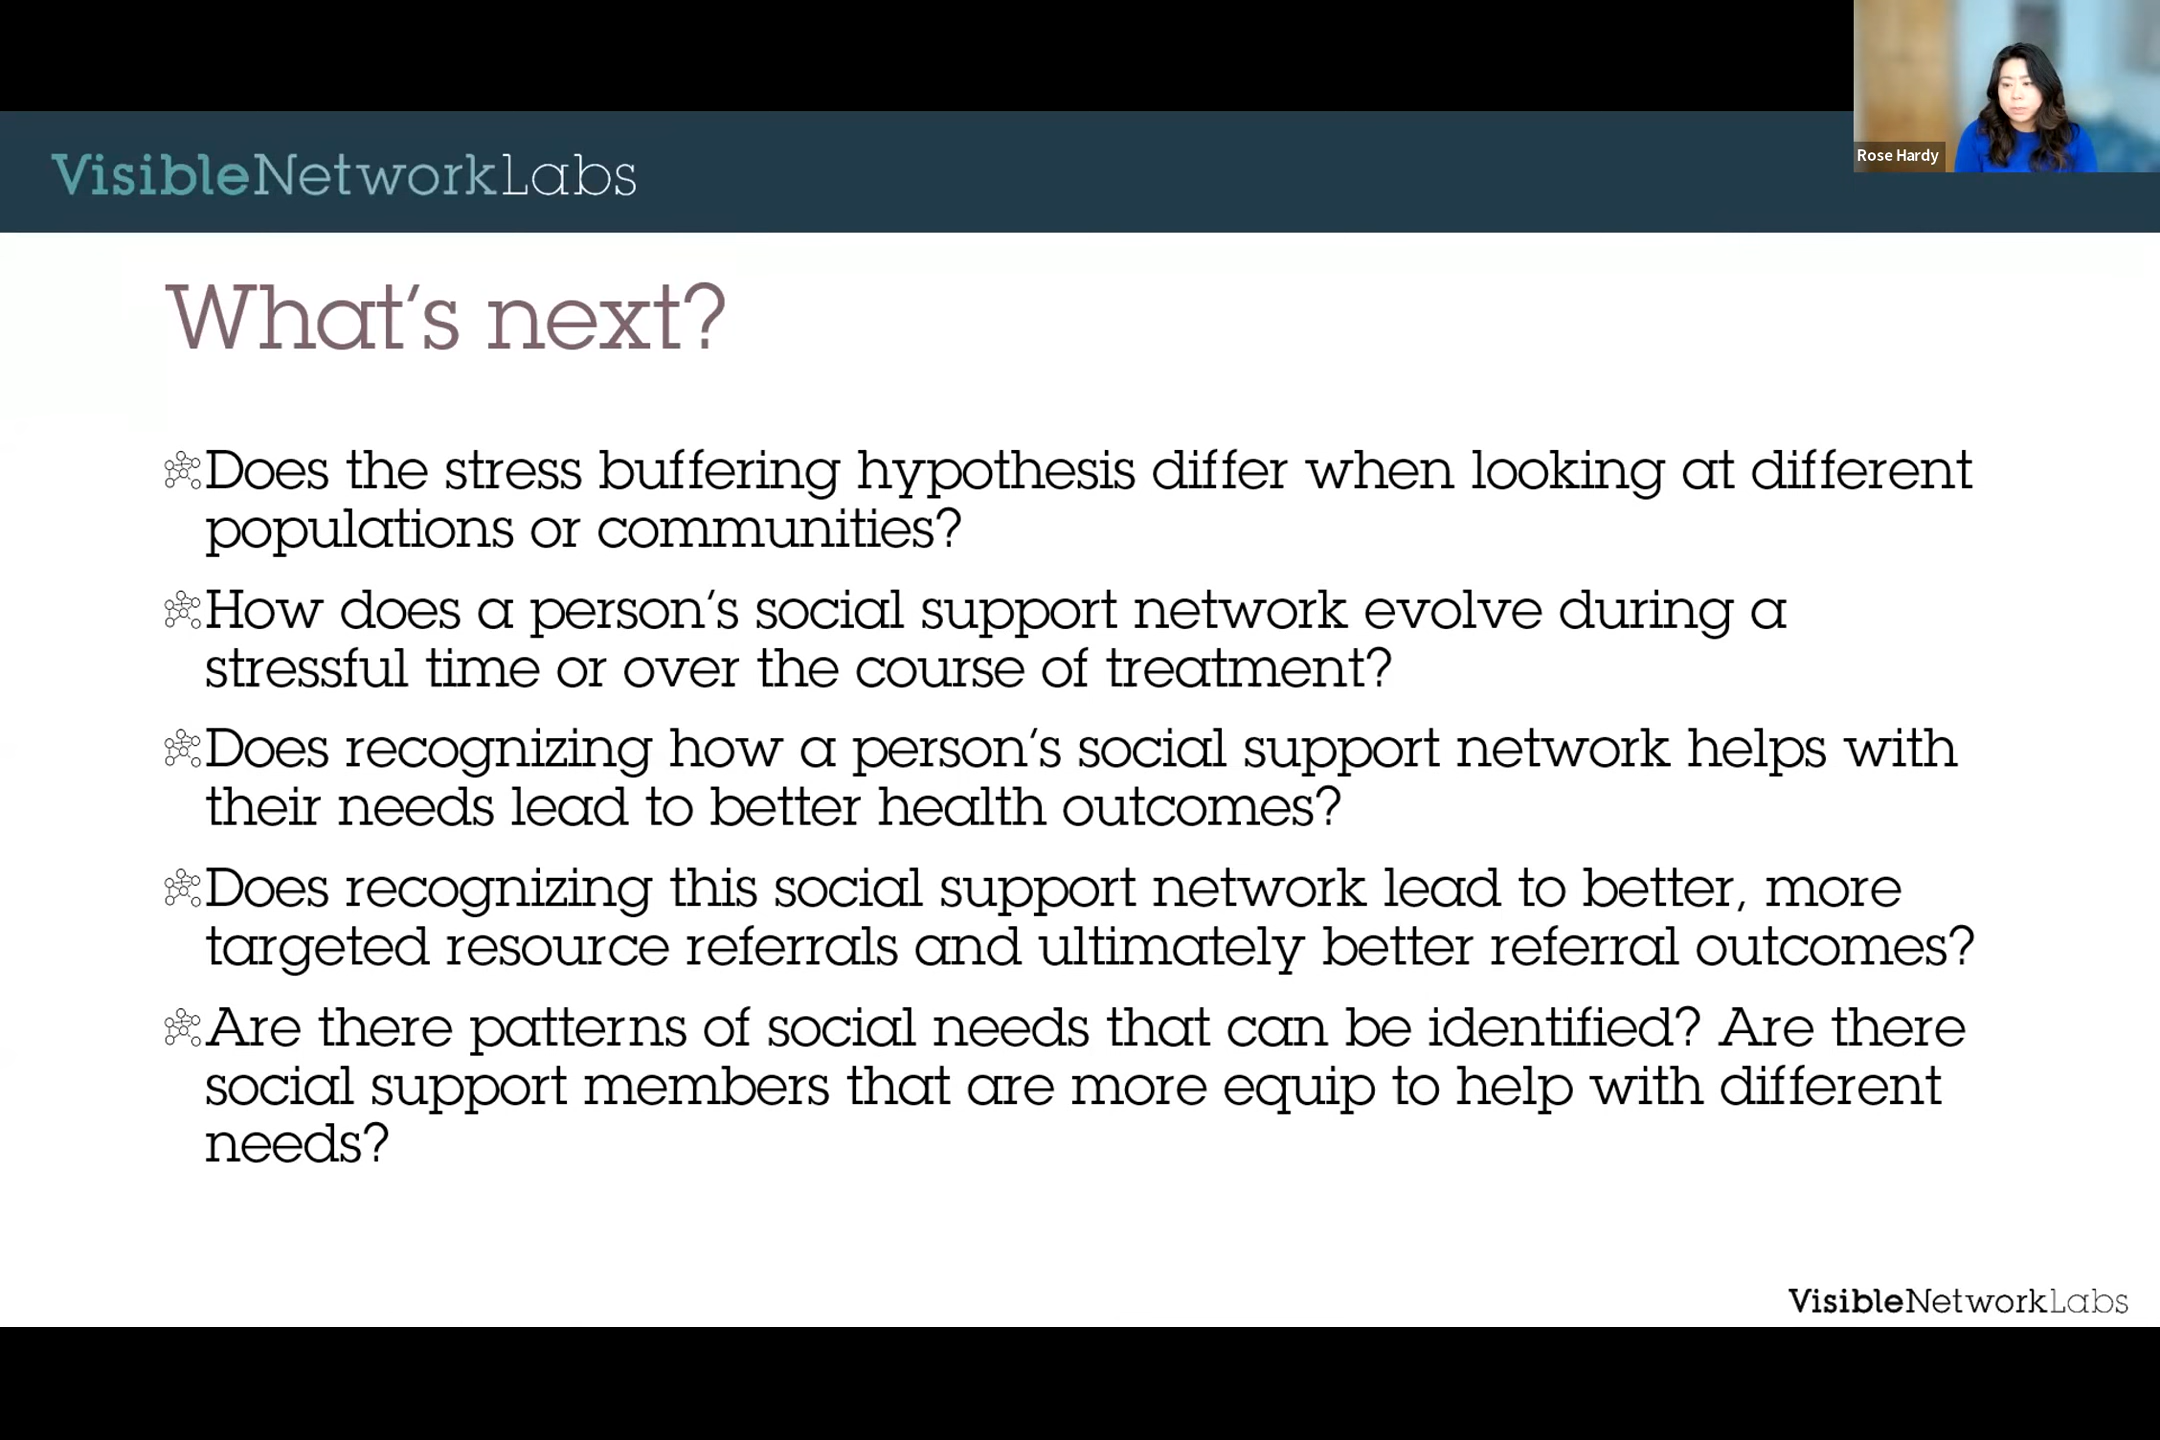 VisibleNetworkLabs
Rose Hardy
What's next?
Does the stress buffering hypothesis differ when looking at different
populations or communities?
How does a person's social support network evolve during a
stressful time or over the course of treatment?
Does recognizing how a person's social support network helps with
their needs lead to better health outcomes?
Does recognizing this social support network lead to better, more
targeted resource referrals and ultimately better referral outcomes?
Are there patterns of social needs that can be identified? Are there
social support members that are more equip to help with different
needs?
VisibleNetworkLabs